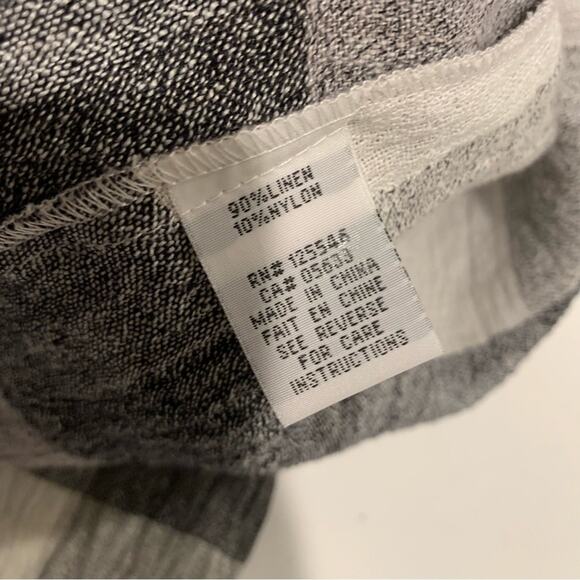 90%LINEN
10%NYLON
RN# 125546
CA# 05633
MADE IN CHINA
FAIT EN CHINE
SEE REVERSE
FOR CARE
INSTRUCTIONS